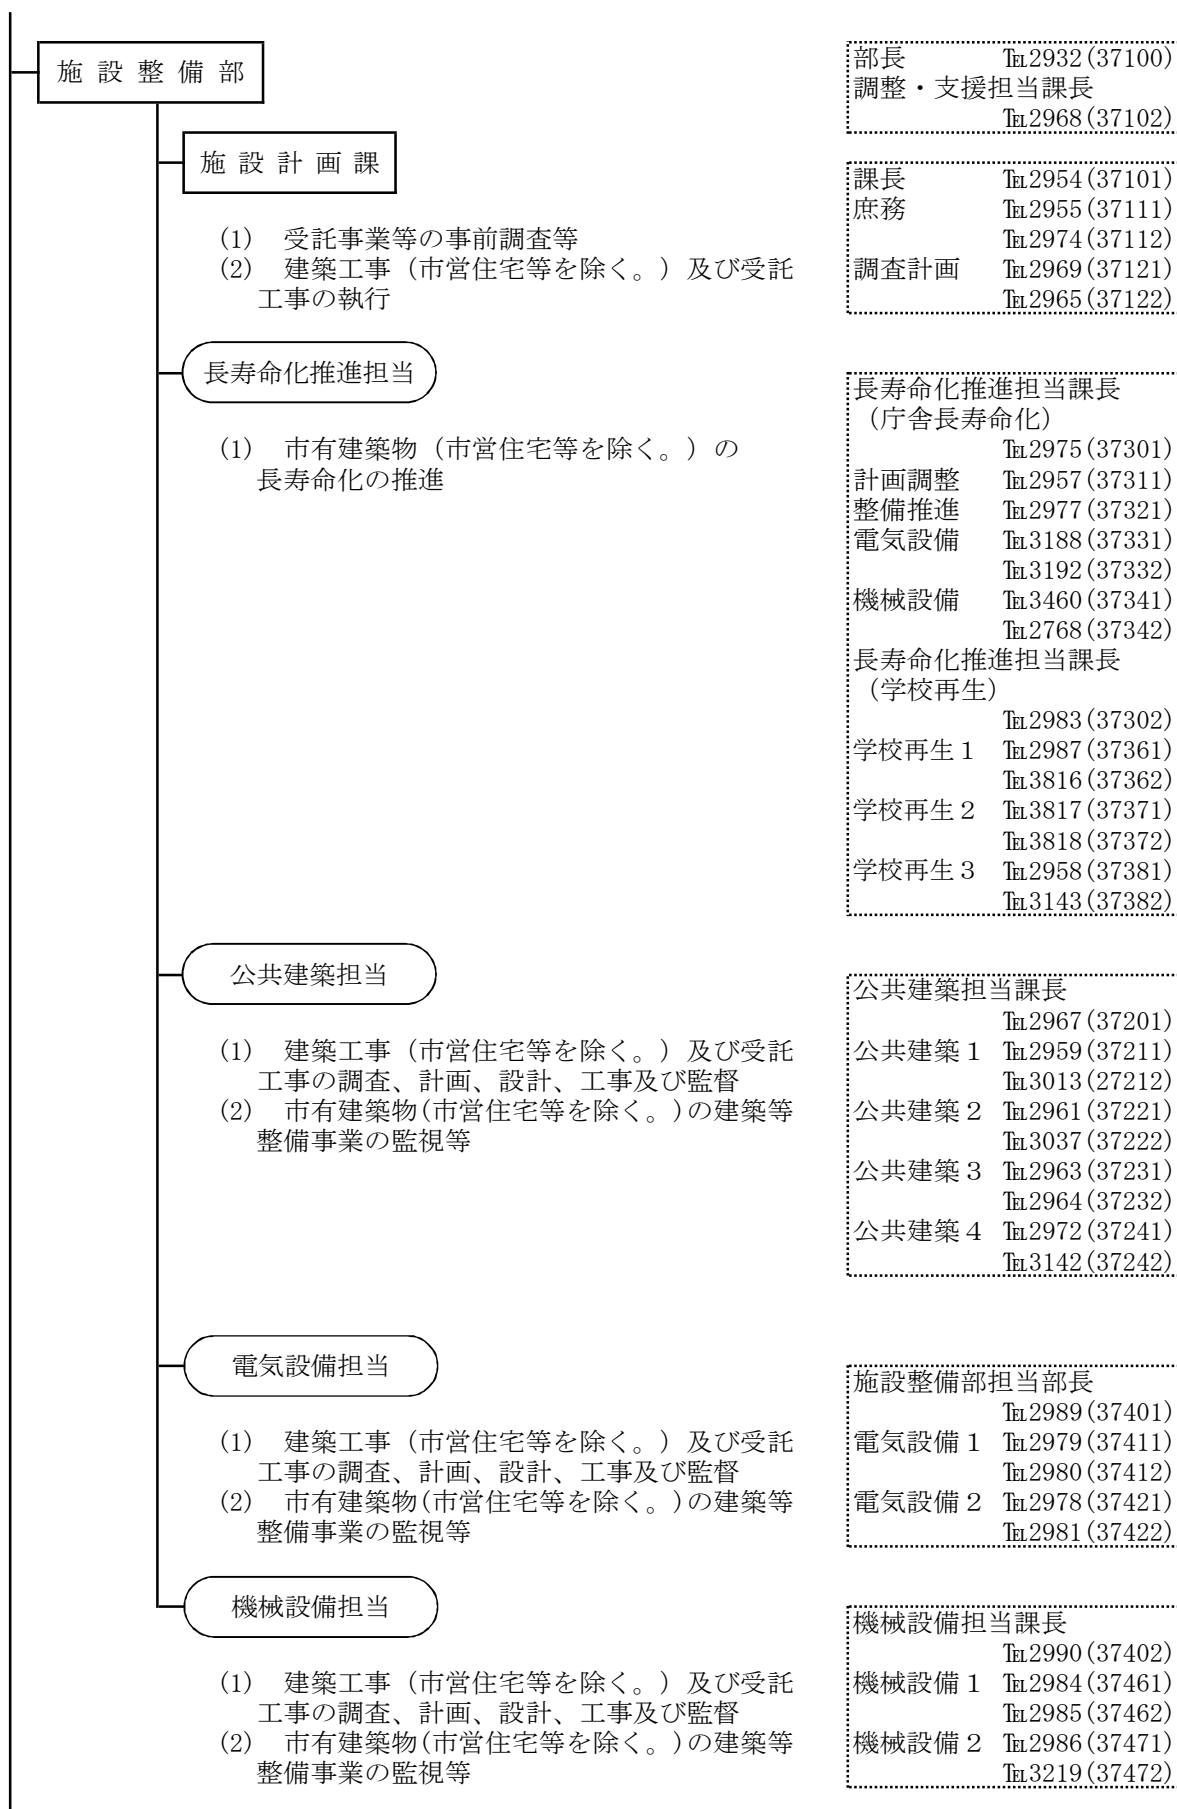 施設整備部
部長 ℡2932(37100)
調整・支援担当課長
℡2968(37102)
施設計画課
(1) 受託事業等の事前調査等
(2) 建築工事（市営住宅等を除く。）及び受託
工事の執行
課長 ℡2954(37101)
庶務 ℡2955(37111)
℡2974(37112)
調査計画 ℡2969(37121)
℡2965(37122)
長寿命化推進担当
(1) 市有建築物（市営住宅等を除く。）の
長寿命化の推進
長寿命化推進担当課長
（庁舎長寿命化）
℡2975(37301)
計画調整 ℡2957(37311)
整備推進 ℡2977(37321)
電気設備 ℡3188(37331)
℡3192(37332)
機械設備 ℡3460(37341)
℡2768(37342)
長寿命化推進担当課長
（学校再生）
℡2983(37302)
学校再生１ ℡2987(37361)
℡3816(37362)
学校再生２ ℡3817(37371)
℡3818(37372)
学校再生３ ℡2958(37381)
℡3143(37382)
公共建築担当
(1) 建築工事（市営住宅等を除く。）及び受託
工事の調査、計画、設計、工事及び監督
(2) 市有建築物(市営住宅等を除く。)の建築等
整備事業の監視等
公共建築担当課長
℡2967(37201)
公共建築１ ℡2959(37211)
℡3013(27212)
公共建築２ ℡2961(37221)
℡3037(37222)
公共建築３ ℡2963(37231)
℡2964(37232)
公共建築４ ℡2972(37241)
℡3142(37242)
電気設備担当
(1) 建築工事（市営住宅等を除く。）及び受託
工事の調査、計画、設計、工事及び監督
(2) 市有建築物(市営住宅等を除く。)の建築等
整備事業の監視等
施設整備部担当部長
℡2989(37401)
電気設備１ ℡2979(37411)
℡2980(37412)
電気設備２ ℡2978(37421)
℡2981(37422)
機械設備担当
(1) 建築工事（市営住宅等を除く。）及び受託
工事の調査、計画、設計、工事及び監督
(2) 市有建築物(市営住宅等を除く。)の建築等
整備事業の監視等
機械設備担当課長
℡2990(37402)
機械設備１ ℡2984(37461)
℡2985(37462)
機械設備２ ℡2986(37471)
℡3219(37472)